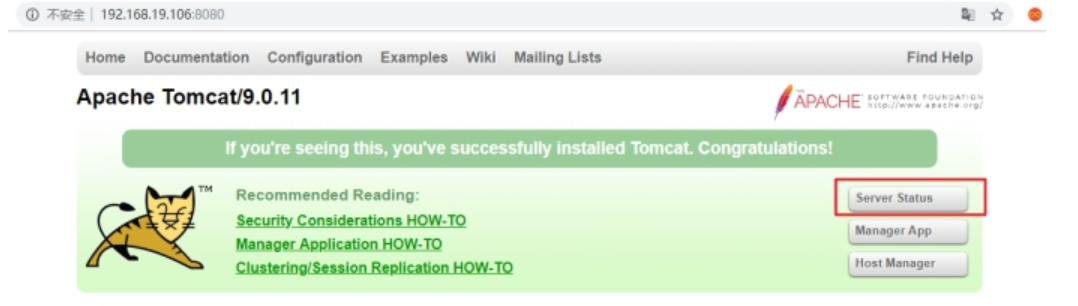 不安全 | 192.168.19.106:8080
Home Documentation Configuration Examples Wiki Mailing Lists Find Help
Apache Tomcat/9.0.11
THE APACHE SOFTWARE FOUNDATION
http://www.apache.org/
If you're seeing this, you've successfully installed Tomcat. Congratulations!
TM
Recommended Reading:
Security Considerations HOW-TO
Manager Application HOW-TO
Clustering/Session Replication HOW-TO
Server Status
Manager App
Host Manager